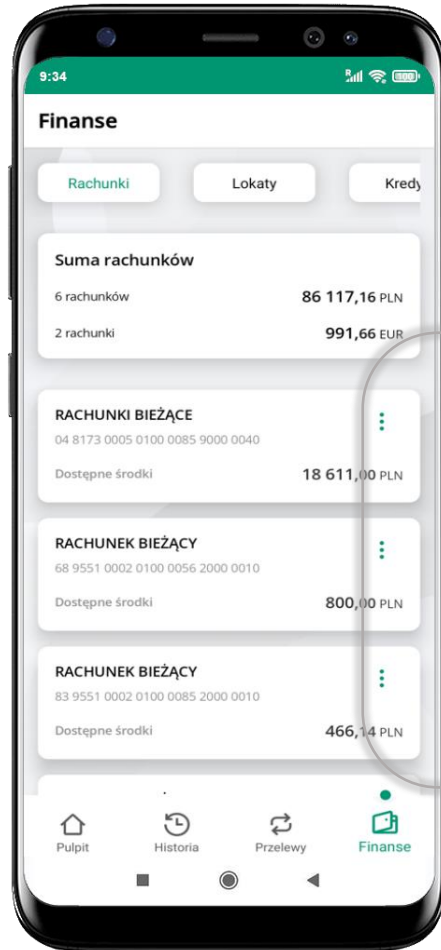 9:34
Finanse
Rachunki Lokaty Kredy
Suma rachunków
6 rachunków 86 117,16 PLN
2 rachunki 991,66 EUR
RACHUNKI BIEŻĄCE
04 8173 0005 0100 0085 9000 0040
Dostępne środki 18 611,00 PLN
RACHUNEK BIEŻĄCY
68 9551 0002 0100 0056 2000 0010
Dostępne środki 800,00 PLN
RACHUNEK BIEŻĄCY
83 9551 0002 0100 0085 2000 0010
Dostępne środki 466,14 PLN
Pulpit Historia Przelewy Finanse